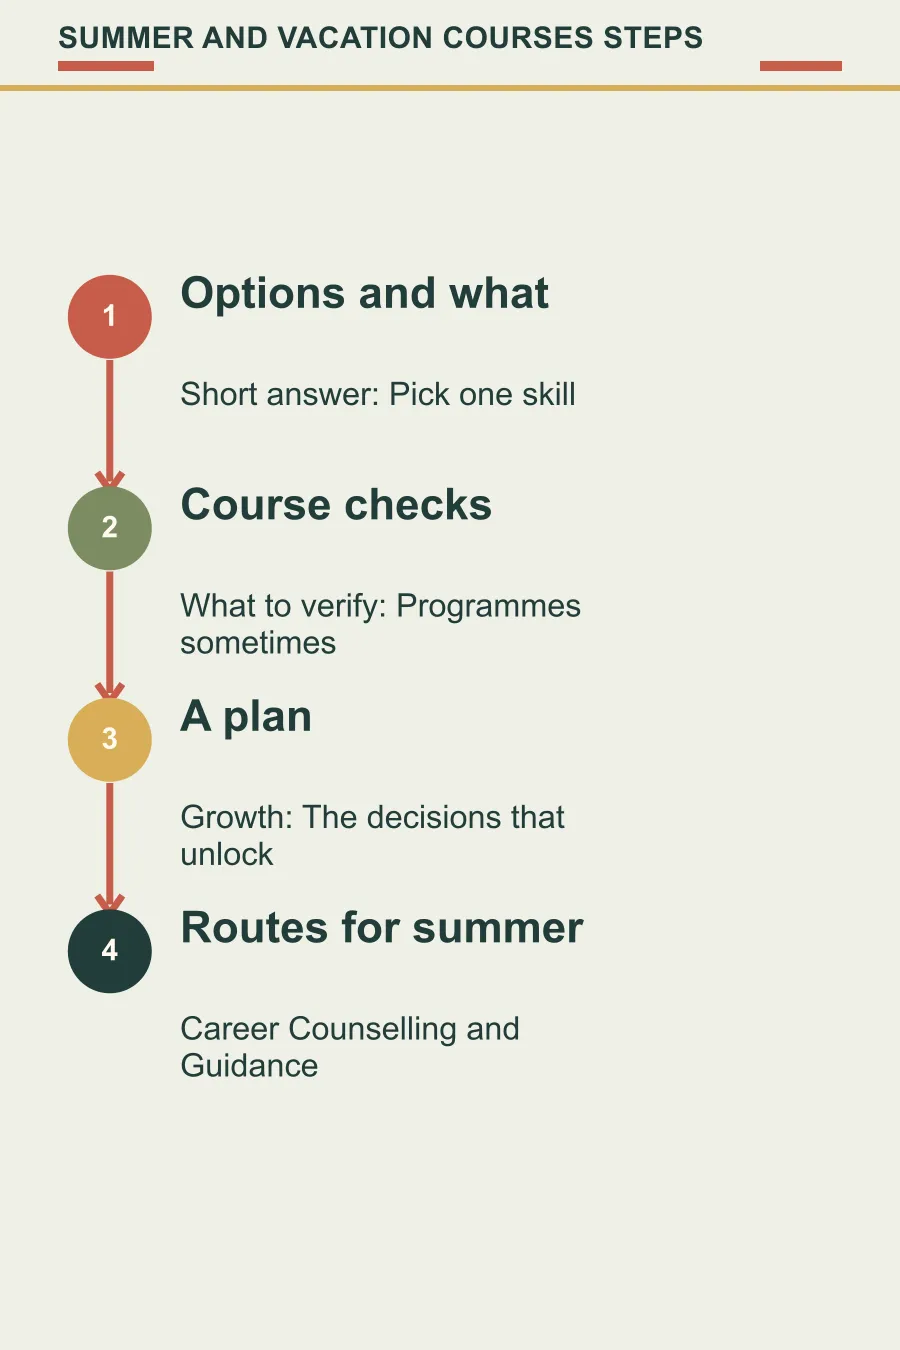 SUMMER AND VACATION COURSES STEPS
1
Options and what
Short answer: Pick one skill
2
Course checks
What to verify: Programmes
sometimes
3
A plan
Growth: The decisions that
unlock
4
Routes for summer
Career Counselling and
Guidance